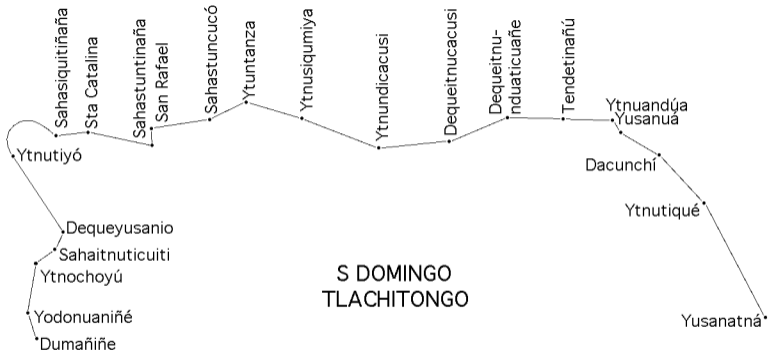 Sahasiquitiñaña
Sta Catalina
Sahastuntinaña
San Rafael
Sahastuncucó
Ytuntanza
Ytnusiqumiya
Ytnundicacusi
Dequeitnucacusi
Dequeitnu-
nduaticuañe
Tendetinañú
Ytnuandúa
Yusanuá
Dacunchí
Ytnutiqué
Yusanatná
Ytnutiyó
Dequeyusanio
Sahaitnuticuiti
Ytnochoyú
Yodonuaniñé
Dumañiñe
S DOMINGO
TLACHITONGO